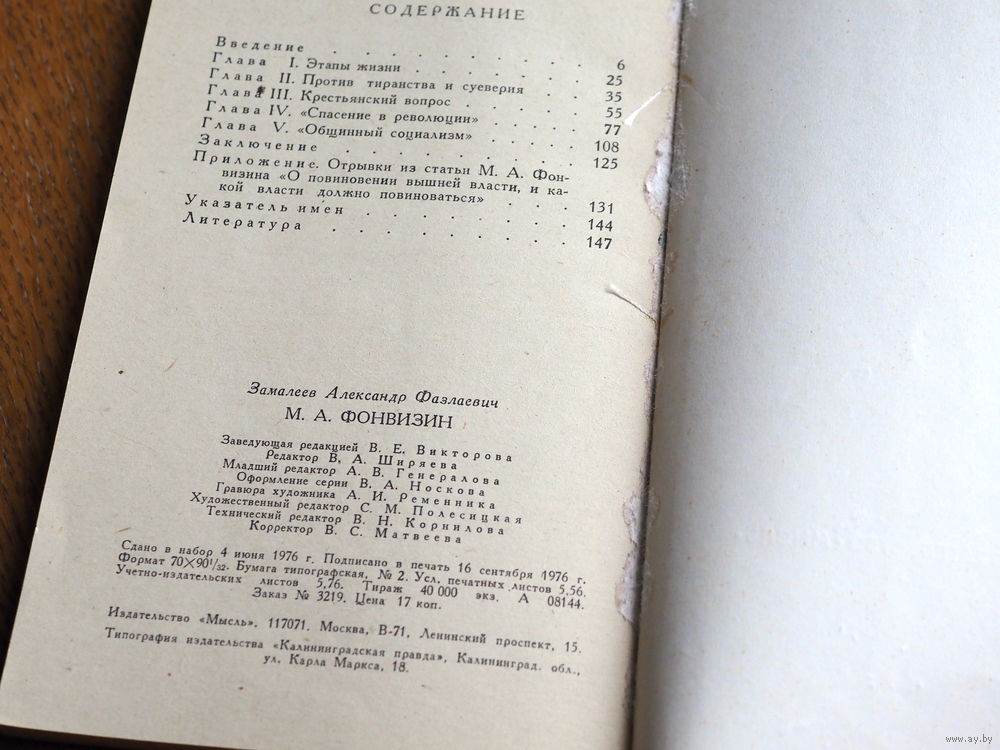 СОДЕРЖАНИЕ
Введение . . . . . . . . 6
Глава I. Этапы жизни . . . . . . 25
Глава II. Против тиранства и суеверия . . 35
Глава III. Крестьянский вопрос . . . . 55
Глава IV. «Спасение в революции» . . . . 77
Глава V. «Общинный социализм» . . . . 108
Заключение . . . . . . . . 125
Приложение. Отрывки из статьи М. А. Фон-
визина «О повиновении вышней власти, и ка-
кой власти должно повиноваться» . . . . 131
Указатель имен . . . . . . . 144
Литература . . . . . . . . 147
Замалеев Александр Фазлаевич
М. А. ФОНВИЗИН
Заведующая редакцией В. Е. Викторова
Редактор В. А. Ширяева
Младший редактор А. В. Генералова
Оформление серии В. А. Носкова
Гравюра художника А. И. Ременника
Художественный редактор С. М. Полесицкая
Технический редактор В. Н. Корнилова
Корректор В. С. Матвеева
Сдано в набор 4 июня 1976 г. Подписано в печать 16 сентября 1976 г.
Формат 70×90 1/32. Бумага типографская, № 2. Усл. печатных листов 5,56.
Учетно-издательских листов 5,76. Тираж 40 000 экз. А 08144.
Заказ № 3219. Цена 17 коп.
Издательство «Мысль». 117071. Москва, В-71, Ленинский проспект, 15.
Типография издательства «Калининградская правда», Калининград. обл.,
ул. Карла Маркса, 18.
www.ay.by